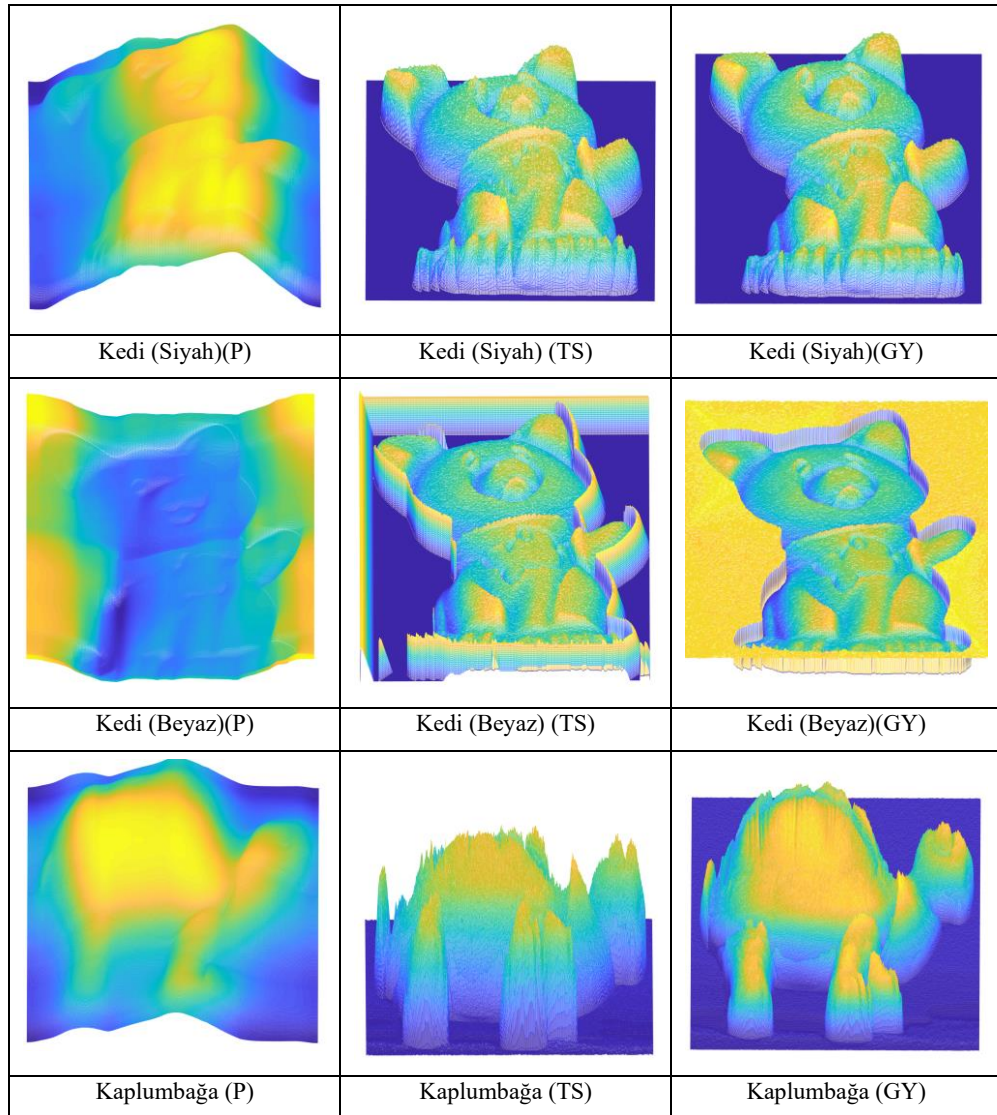 Kedi (Siyah)(P)
Kedi (Siyah) (TS)
Kedi (Siyah)(GY)
Kedi (Beyaz)(P)
Kedi (Beyaz) (TS)
Kedi (Beyaz)(GY)
Kaplumbağa (P)
Kaplumbağa (TS)
Kaplumbağa (GY)